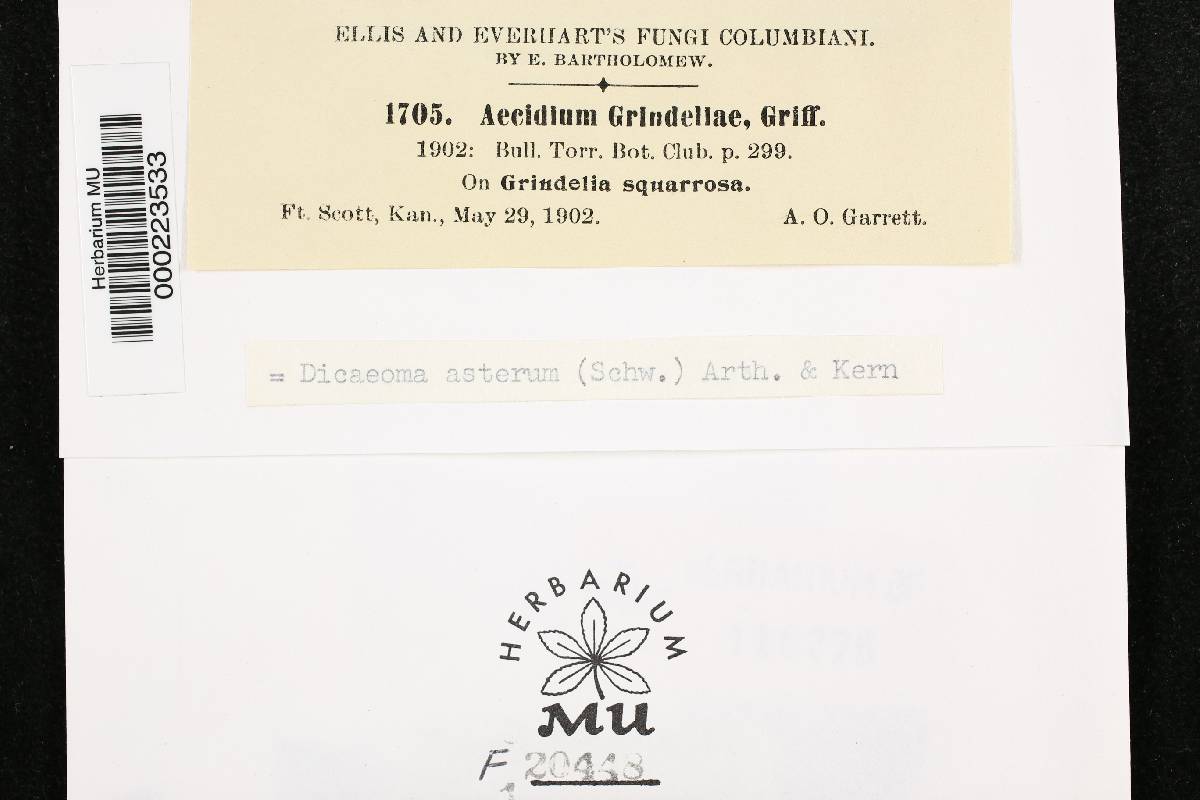 ELLIS AND EVERHART'S FUNGI COLUMBIANI.
BY E. BARTHOLOMEW.
1705. Aecidium Grindeliae, Griff.
1902: Bull. Torr. Bot. Club. p. 299.
On Grindelia squarrosa.
Ft. Scott, Kan., May 29, 1902. A. O. Garrett.
Herbarium MU
000223533
= Dicaeoma asterum (Schw.) Arth. & Kern
HERBARIUM
MU
F 20448